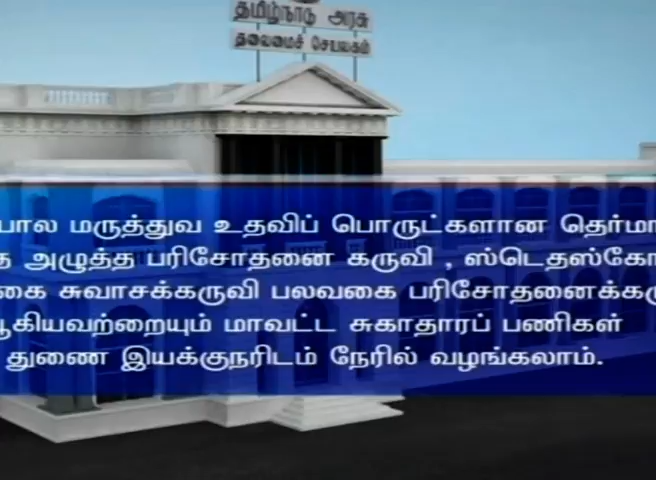 தமிழ்நாடு அரசு
தலைமைச் செயலகம்
போல மருத்துவ உதவிப் பொருட்களான தெர்மா
அழுத்த பரிசோதனை கருவி , ஸ்டெதஸ்கோ
கை சுவாசக்கருவி பலவகை பரிசோதனைக்கரு
ஆகியவற்றையும் மாவட்ட சுகாதாரப் பணிகள்
துணை இயக்குநரிடம் நேரில் வழங்கலாம்.